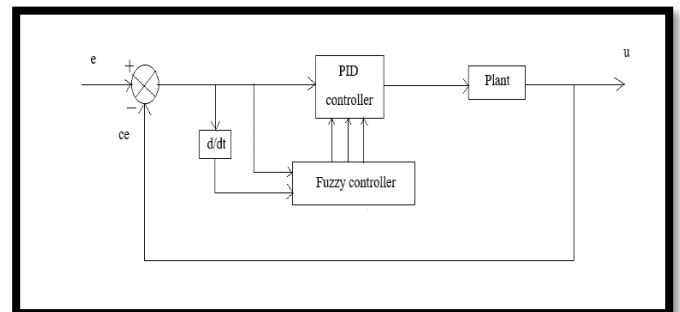 e
+
u
PID
controller
Plant
−
ce
d/dt
Fuzzy controller